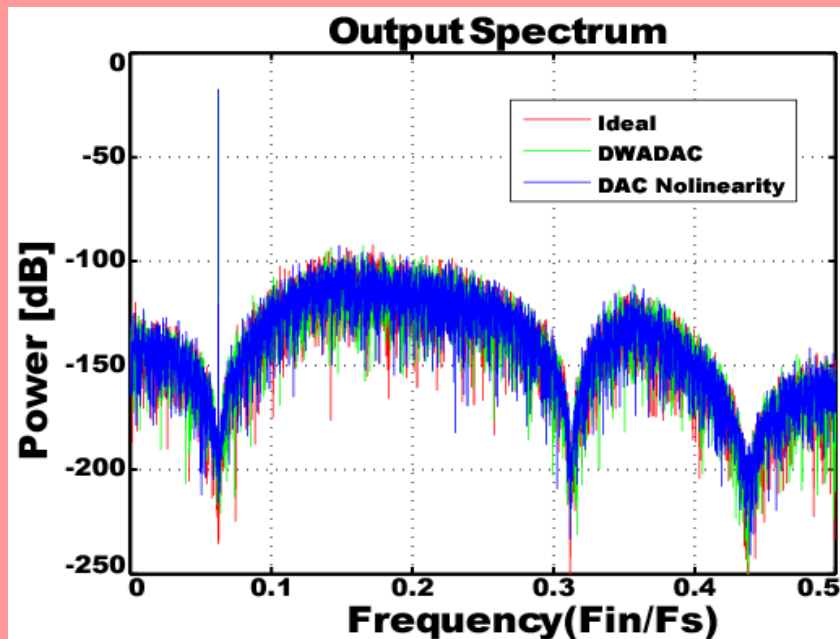 Output Spectrum
0
-50
-100
-150
-200
-250
Power [dB]
Ideal
DWADAC
DAC Nolinearity
0 0.1 0.2 0.3 0.4 0.5
Frequency(Fin/Fs)